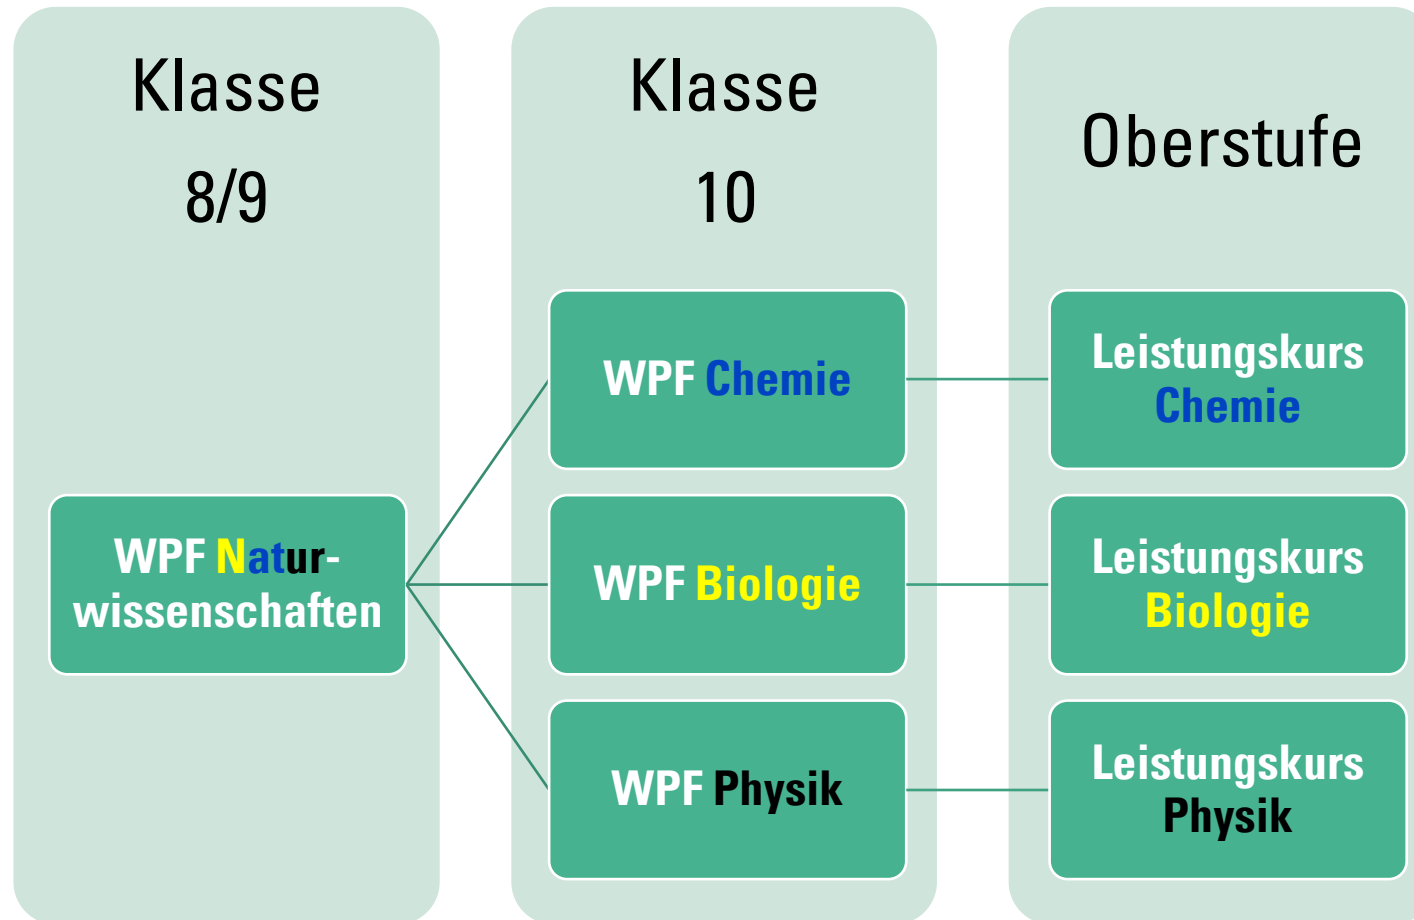 Klasse
8/9
WPF Natur-
wissenschaften
Klasse
10
WPF Chemie
WPF Biologie
WPF Physik
Oberstufe
Leistungskurs
Chemie
Leistungskurs
Biologie
Leistungskurs
Physik